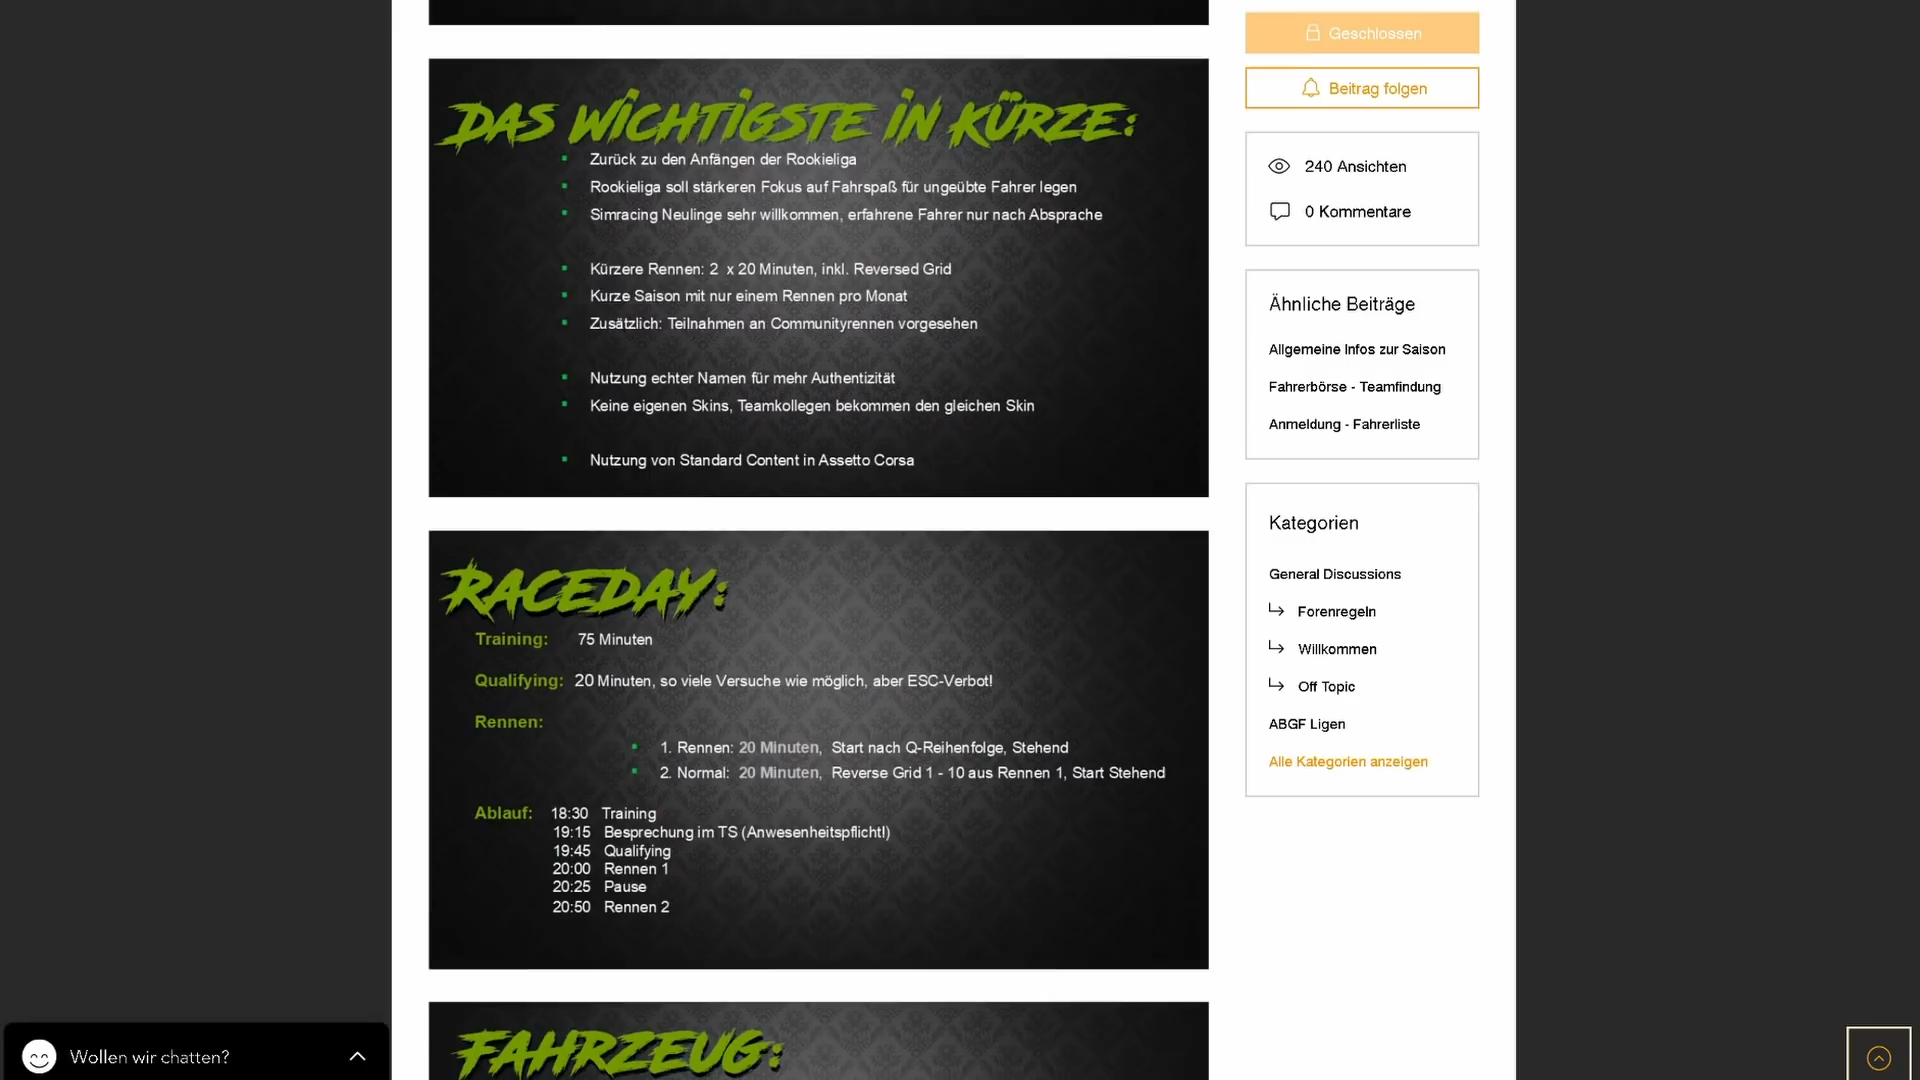 DAS WICHTIGSTE IN KÜRZE:
Zurück zu den Anfängen der Rookieliga
Rookieliga soll stärkeren Fokus auf Fahrspaß für ungeübte Fahrer legen
Simracing Neulinge sehr willkommen, erfahrene Fahrer nur nach Absprache
Kürzere Rennen: 2 x 20 Minuten, inkl. Reversed Grid
Kurze Saison mit nur einem Rennen pro Monat
Zusätzlich: Teilnahmen an Communityrennen vorgesehen
Nutzung echter Namen für mehr Authentizität
Keine eigenen Skins, Teamkollegen bekommen den gleichen Skin
Nutzung von Standard Content in Assetto Corsa
RACEDAY:
Training: 75 Minuten
Qualifying: 20 Minuten, so viele Versuche wie möglich, aber ESC-Verbot!
Rennen:
1. Rennen: 20 Minuten, Start nach Q-Reihenfolge, Stehend
2. Normal: 20 Minuten, Reverse Grid 1 - 10 aus Rennen 1, Start Stehend
Ablauf: 18:30 Training
19:15 Besprechung im TS (Anwesenheitspflicht!)
19:45 Qualifying
20:00 Rennen 1
20:25 Pause
20:50 Rennen 2
FAHRZEUG:
Geschlossen
Beitrag folgen
240 Ansichten
0 Kommentare
Ähnliche Beiträge
Allgemeine Infos zur Saison
Fahrerbörse - Teamfindung
Anmeldung - Fahrerliste
Kategorien
General Discussions
Forenregeln
Willkommen
Off Topic
ABGF Ligen
Alle Kategorien anzeigen
Wollen wir chatten?